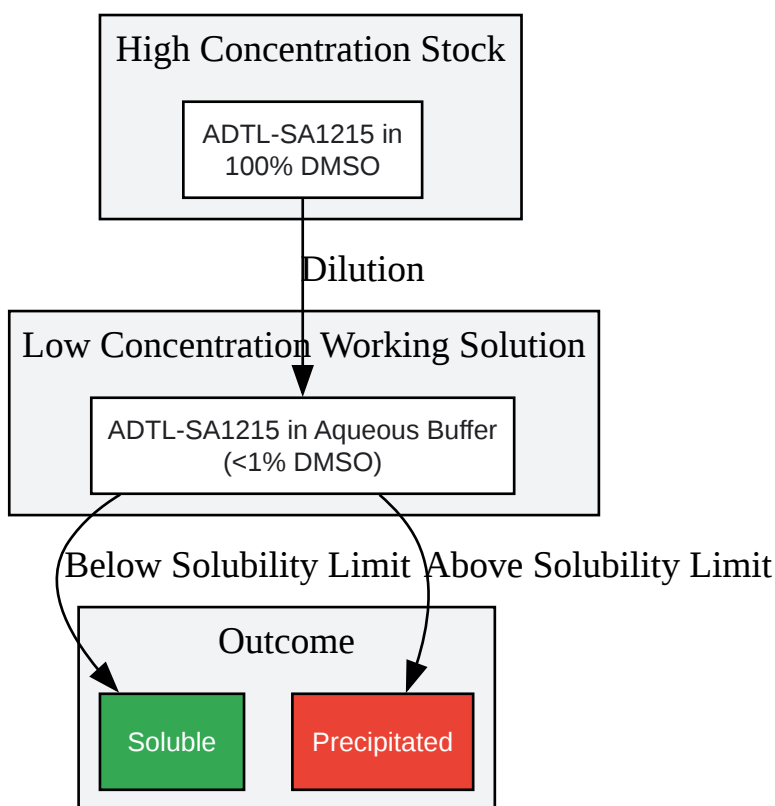 High Concentration Stock
ADTL-SA1215 in
100% DMSO
Dilution
Low Concentration Working Solution
ADTL-SA1215 in Aqueous Buffer
(<1% DMSO)
Below Solubility Limit
Above Solubility Limit
Outcome
Soluble
Precipitated